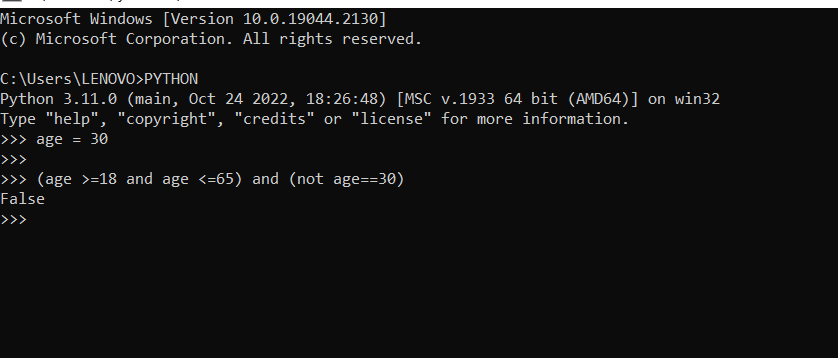 Microsoft Windows [Version 10.0.19044.2130]
(c) Microsoft Corporation. All rights reserved.
C:\Users\LENOVO>PYTHON
Python 3.11.0 (main, Oct 24 2022, 18:26:48) [MSC v.1933 64 bit (AMD64)] on win32
Type "help", "copyright", "credits" or "license" for more information.
>>> age = 30
>>>
>>> (age >=18 and age <=65) and (not age==30)
False
>>>